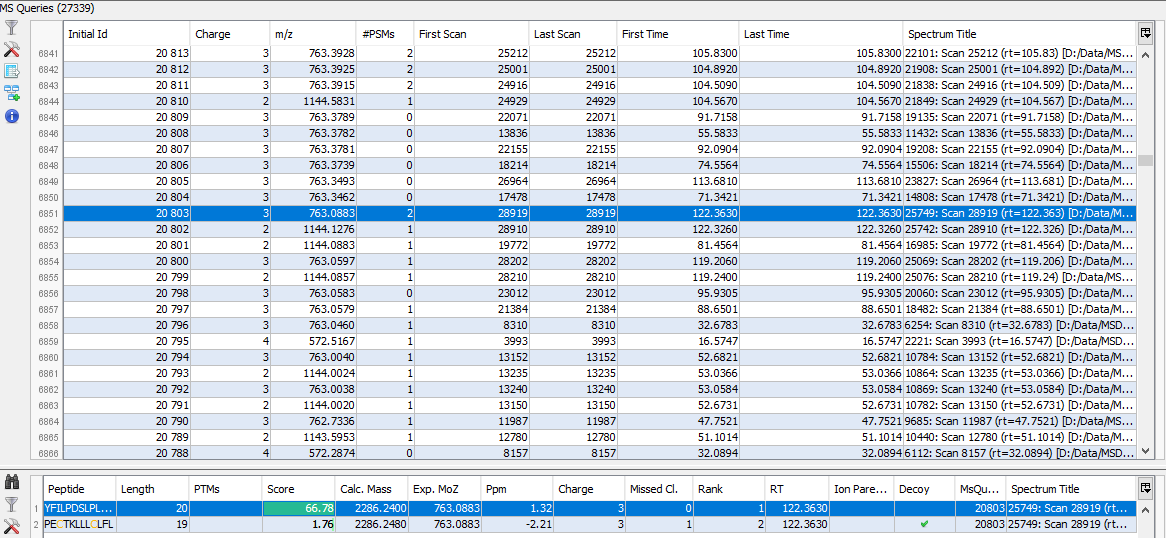 MS Queries (27339)
Initial Id Charge m/z #PSMs First Scan Last Scan First Time Last Time Spectrum Title
6841 20 813 3 763.3928 2 25212 25212 105.8300 105.8300 22101: Scan 25212 (rt=105.83) [D:/Data/MS...
6842 20 812 3 763.3925 2 25001 25001 104.8920 104.8920 21908: Scan 25001 (rt=104.892) [D:/Data/M...
6843 20 811 3 763.3915 2 24916 24916 104.5090 104.5090 21838: Scan 24916 (rt=104.509) [D:/Data/M...
6844 20 810 2 1144.5831 1 24929 24929 104.5670 104.5670 21849: Scan 24929 (rt=104.567) [D:/Data/M...
6845 20 809 3 763.3789 0 22071 22071 91.7158 91.7158 19135: Scan 22071 (rt=91.7158) [D:/Data/M...
6846 20 808 3 763.3782 0 13836 13836 55.5833 55.5833 11432: Scan 13836 (rt=55.5833) [D:/Data/M...
6847 20 807 3 763.3781 0 22155 22155 92.0904 92.0904 19208: Scan 22155 (rt=92.0904) [D:/Data/M...
6848 20 806 3 763.3739 0 18214 18214 74.5564 74.5564 15506: Scan 18214 (rt=74.5564) [D:/Data/M...
6849 20 805 3 763.3493 0 26964 26964 113.6810 113.6810 23827: Scan 26964 (rt=113.681) [D:/Data/M...
6850 20 804 3 763.3462 0 17478 17478 71.3421 71.3421 14808: Scan 17478 (rt=71.3421) [D:/Data/M...
6851 20 803 3 763.0883 2 28919 28919 122.3630 122.3630 25749: Scan 28919 (rt=122.363) [D:/Data/M...
6852 20 802 2 1144.1276 1 28910 28910 122.3260 122.3260 25742: Scan 28910 (rt=122.326) [D:/Data/M...
6853 20 801 2 1144.0883 1 19772 19772 81.4564 81.4564 16985: Scan 19772 (rt=81.4564) [D:/Data/M...
6854 20 800 3 763.0597 1 28202 28202 119.2060 119.2060 25069: Scan 28202 (rt=119.206) [D:/Data/M...
6855 20 799 2 1144.0857 1 28210 28210 119.2400 119.2400 25076: Scan 28210 (rt=119.24) [D:/Data/MS...
6856 20 798 3 763.0583 0 23012 23012 95.9305 95.9305 20060: Scan 23012 (rt=95.9305) [D:/Data/M...
6857 20 797 3 763.0579 1 21384 21384 88.6501 88.6501 18482: Scan 21384 (rt=88.6501) [D:/Data/M...
6858 20 796 3 763.0460 1 8310 8310 32.6783 32.6783 6254: Scan 8310 (rt=32.6783) [D:/Data/MSD...
6859 20 795 4 572.5167 1 3993 3993 16.5747 16.5747 2221: Scan 3993 (rt=16.5747) [D:/Data/MSD...
6860 20 794 3 763.0040 1 13152 13152 52.6821 52.6821 10784: Scan 13152 (rt=52.6821) [D:/Data/M...
6861 20 793 2 1144.0024 1 13235 13235 53.0366 53.0366 10864: Scan 13235 (rt=53.0366) [D:/Data/M...
6862 20 792 3 763.0038 1 13240 13240 53.0584 53.0584 10869: Scan 13240 (rt=53.0584) [D:/Data/M...
6863 20 791 2 1144.0020 1 13150 13150 52.6731 52.6731 10782: Scan 13150 (rt=52.6731) [D:/Data/M...
6864 20 790 3 762.7336 1 11987 11987 47.7521 47.7521 9685: Scan 11987 (rt=47.7521) [D:/Data/MS...
6865 20 789 2 1143.5953 1 12780 12780 51.1014 51.1014 10440: Scan 12780 (rt=51.1014) [D:/Data/M...
6866 20 788 4 572.2874 0 8157 8157 32.0894 32.0894 6112: Scan 8157 (rt=32.0894) [D:/Data/MSD...
Peptide Length PTMs Score Calc. Mass Exp. MoZ Ppm Charge Missed Cl. Rank RT Ion Pare... Decoy MsQu... Spectrum Title
1 YFILPDSLPL... 20 66.78 2286.2400 763.0883 1.32 3 0 1 122.3630 20803 25749: Scan 28919 (rt...
2 PECTKLLLCLFL 19 1.76 2286.2480 763.0883 -2.21 3 1 2 122.3630 20803 25749: Scan 28919 (rt...